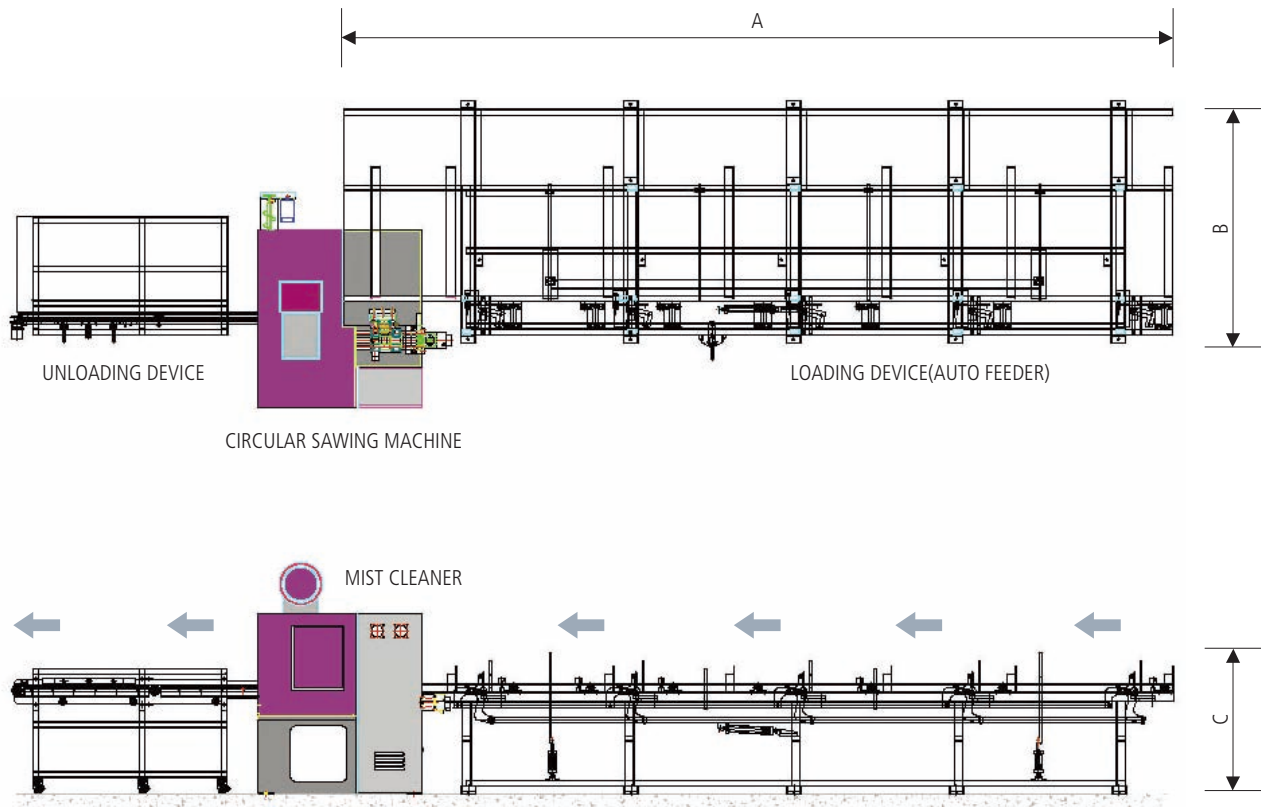 A
B
UNLOADING DEVICE
LOADING DEVICE(AUTO FEEDER)
CIRCULAR SAWING MACHINE
MIST CLEANER
C